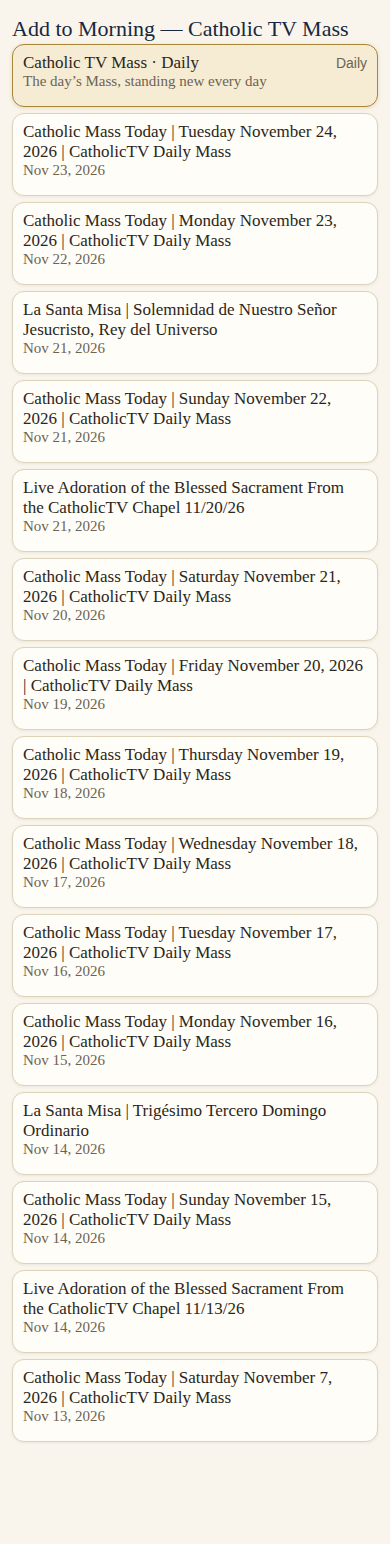 Add to Morning — Catholic TV Mass
Catholic TV Mass · Daily
Daily
The day's Mass, standing new every day
Catholic Mass Today | Tuesday November 24,
2026 | CatholicTV Daily Mass
Nov 23, 2026
Catholic Mass Today | Monday November 23,
2026 | CatholicTV Daily Mass
Nov 22, 2026
La Santa Misa | Solemnidad de Nuestro Señor
Jesucristo, Rey del Universo
Nov 21, 2026
Catholic Mass Today | Sunday November 22,
2026 | CatholicTV Daily Mass
Nov 21, 2026
Live Adoration of the Blessed Sacrament From
the CatholicTV Chapel 11/20/26
Nov 21, 2026
Catholic Mass Today | Saturday November 21,
2026 | CatholicTV Daily Mass
Nov 20, 2026
Catholic Mass Today | Friday November 20, 2026
| CatholicTV Daily Mass
Nov 19, 2026
Catholic Mass Today | Thursday November 19,
2026 | CatholicTV Daily Mass
Nov 18, 2026
Catholic Mass Today | Wednesday November 18,
2026 | CatholicTV Daily Mass
Nov 17, 2026
Catholic Mass Today | Tuesday November 17,
2026 | CatholicTV Daily Mass
Nov 16, 2026
Catholic Mass Today | Monday November 16,
2026 | CatholicTV Daily Mass
Nov 15, 2026
La Santa Misa | Trigésimo Tercero Domingo
Ordinario
Nov 14, 2026
Catholic Mass Today | Sunday November 15,
2026 | CatholicTV Daily Mass
Nov 14, 2026
Live Adoration of the Blessed Sacrament From
the CatholicTV Chapel 11/13/26
Nov 14, 2026
Catholic Mass Today | Saturday November 7,
2026 | CatholicTV Daily Mass
Nov 13, 2026